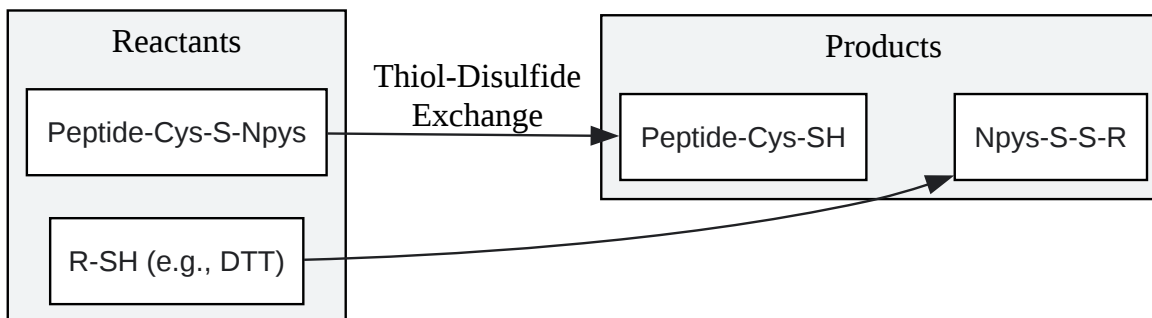 Reactants
Peptide-Cys-S-Npys
R-SH (e.g., DTT)
Thiol-Disulfide
Exchange
Products
Peptide-Cys-SH
Npys-S-S-R